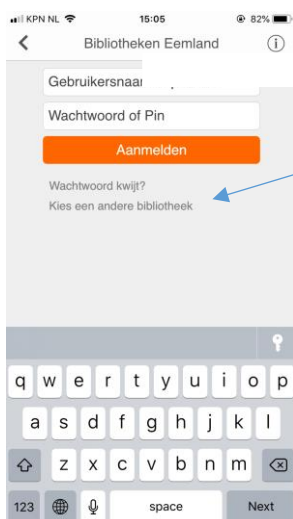 KPN NL 15:05 82%
Bibliotheken Eemland
Wachtwoord of Pin
Aanmelden
Wachtwoord kwijt?
Kies een andere bibliotheek
q w e r t y u i o p
a s d f g h j k l
z x c v b n m
123 space Next